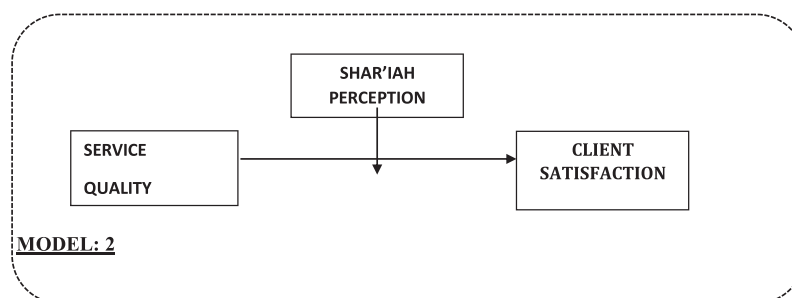 SHAR'IAH
PERCEPTION
SERVICE
QUALITY
CLIENT
SATISFACTION
MODEL: 2